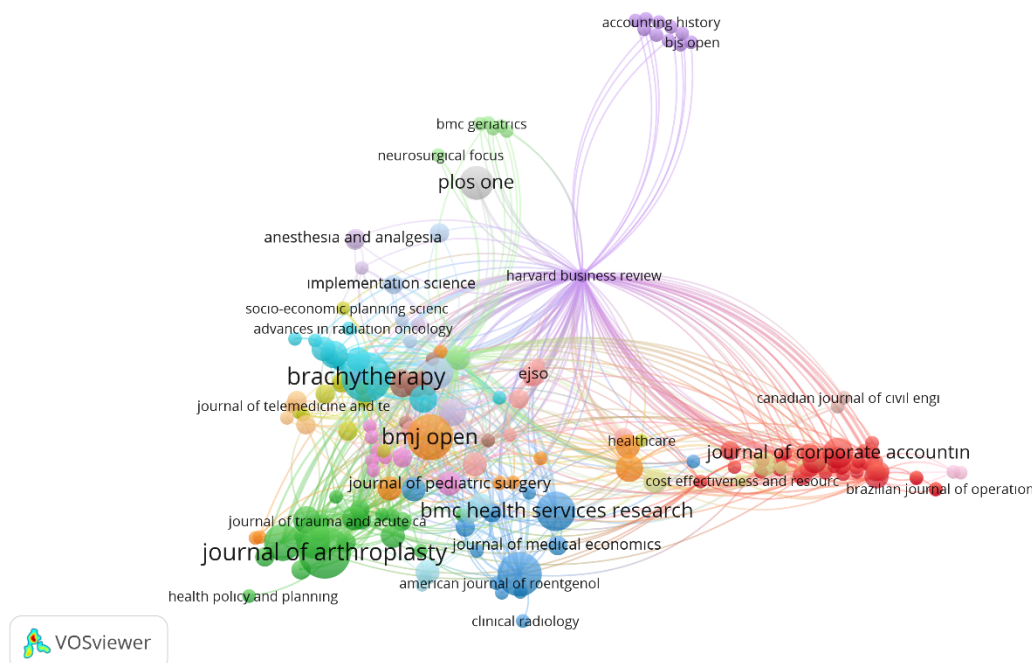 accounting history
bjs open
bmc geriatrics
neurosurgical focus
plos one
anesthesia and analgesia
harvard business review
implementation science
socio-economic planning scienc
advances in radiation oncology
brachytherapy
ejso
canadian journal of civil engi
journal of telemedicine and te
bmj open
healthcare
journal of corporate accountin
journal of pediatric surgery
cost effectiveness and resourc
brazilian journal of operation
bmc health services research
journal of trauma and acute ca
journal of arthroplasty
journal of medical economics
american journal of roentgenol
health policy and planning
clinical radiology
VOSviewer